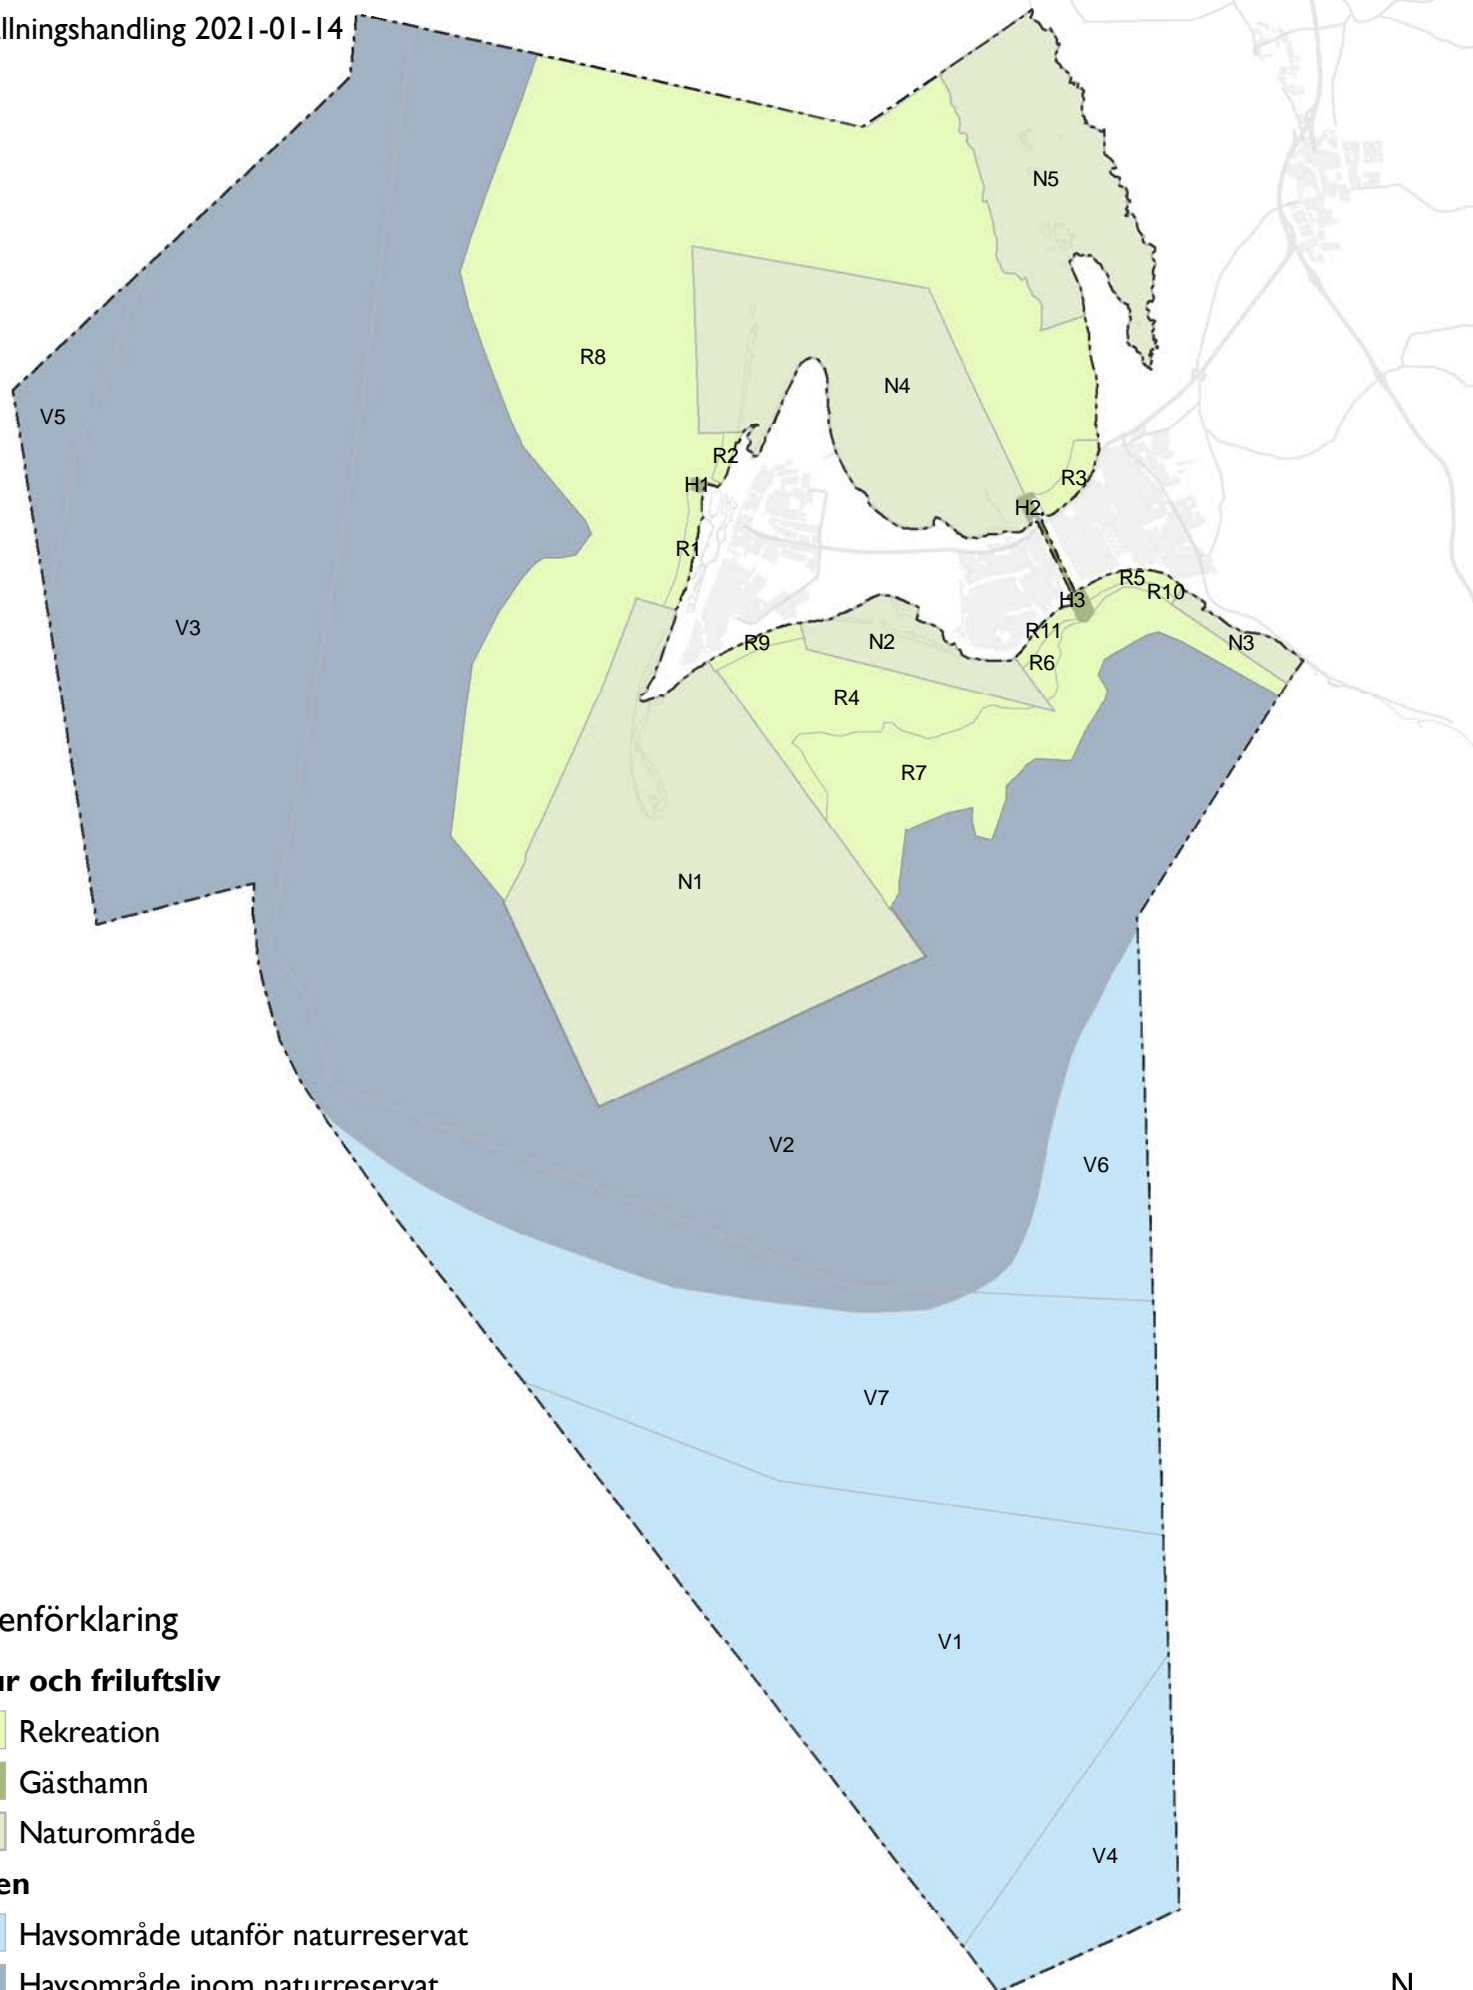 llningshandling 2021-01-14
N5
R8
N4
V5
R2
R3
H1
H2
R1
R5
R10
H3
V3
R11
R9
N2
N3
R6
R4
R7
N1
V2
V6
V7
V1
V4
enförklaring
ur och friluftsliv
Rekreation
Gästhamn
Naturområde
en
Havsområde utanför naturreservat
Havsområde inom naturreservat
N